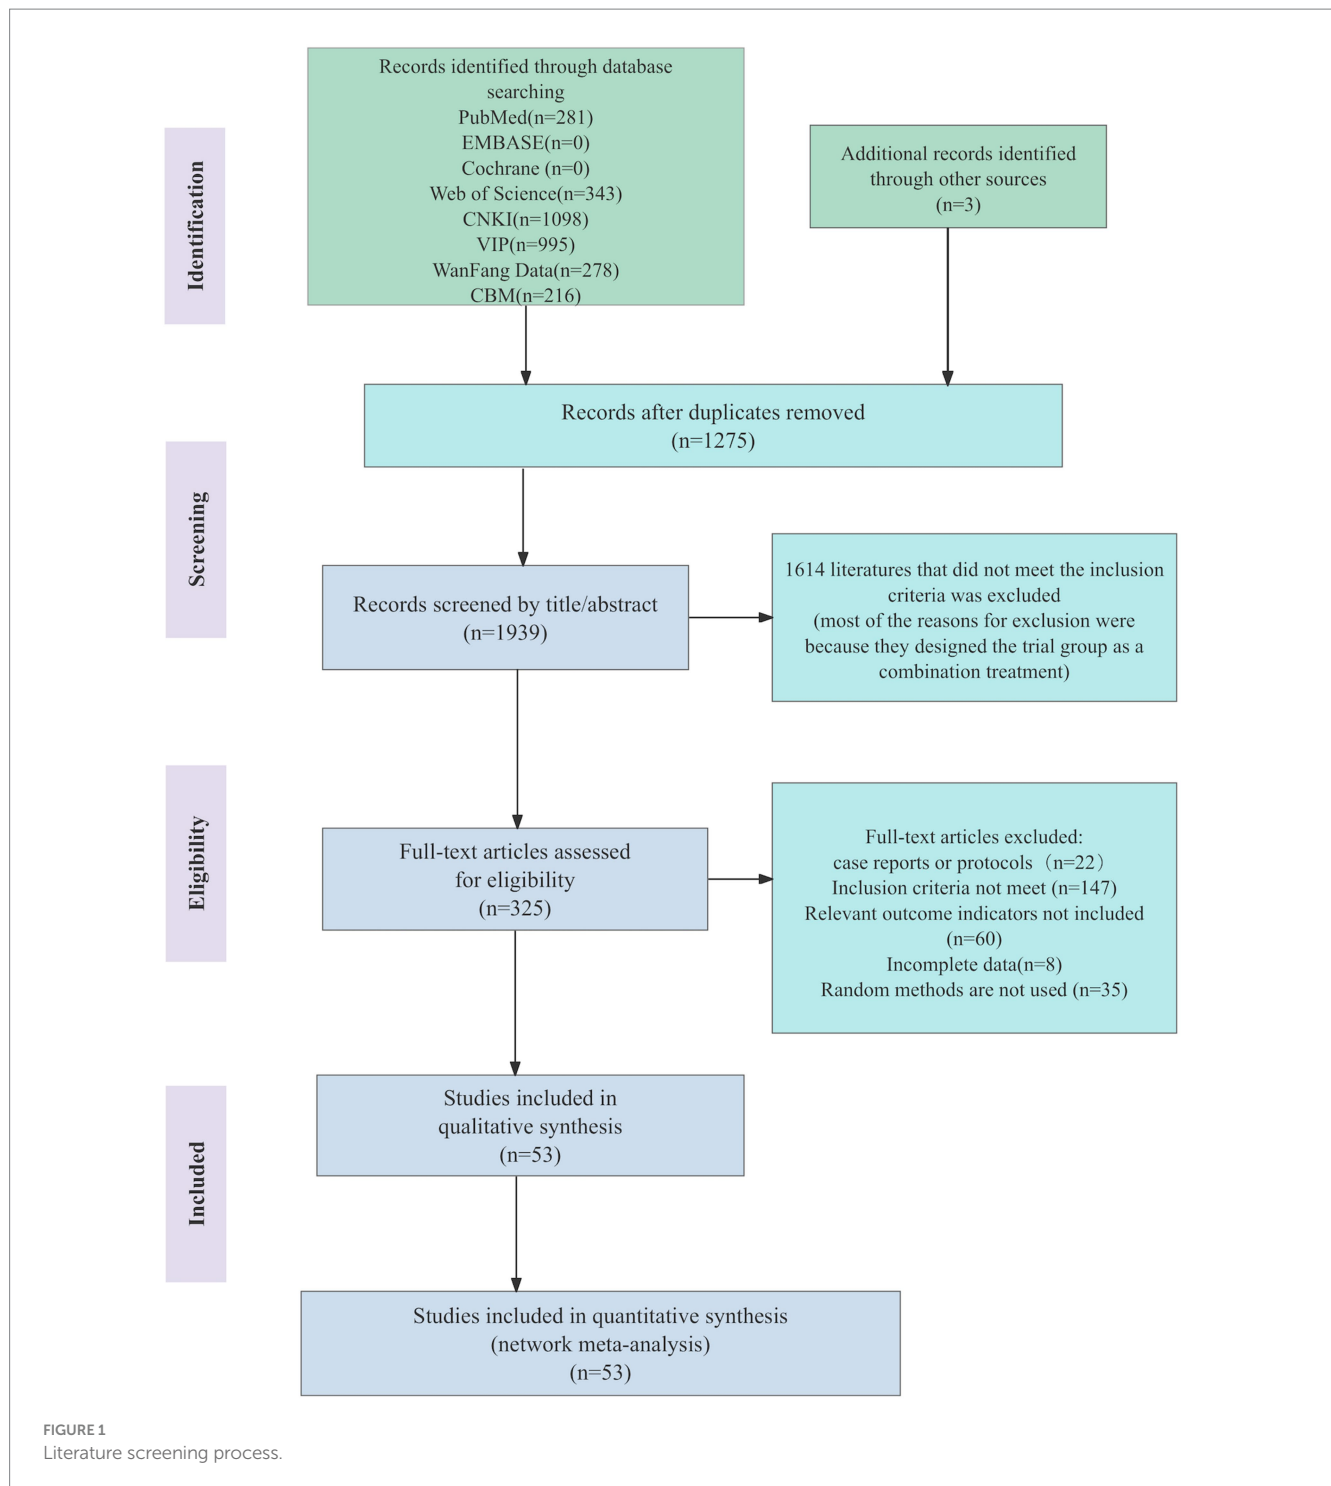 Records identified through database
searching
PubMed(n=281)
EMBASE(n=0)
Cochrane (n=0)
Web of Science(n=343)
CNKI(n=1098)
VIP(n=995)
WanFang Data(n=278)
CBM(n=216)
Additional records identified
through other sources
(n=3)
Identification
Records after duplicates removed
(n=1275)
Screening
Records screened by title/abstract
(n=1939)
1614 literatures that did not meet the inclusion
criteria was excluded
(most of the reasons for exclusion were
because they designed the trial group as a
combination treatment)
Eligibility
Full-text articles assessed
for eligibility
(n=325)
Full-text articles excluded:
case reports or protocols（n=22）
Inclusion criteria not meet (n=147)
Relevant outcome indicators not included
(n=60)
Incomplete data(n=8)
Random methods are not used (n=35)
Included
Studies included in
qualitative synthesis
(n=53)
Studies included in quantitative synthesis
(network meta-analysis)
(n=53)
FIGURE 1
Literature screening process.